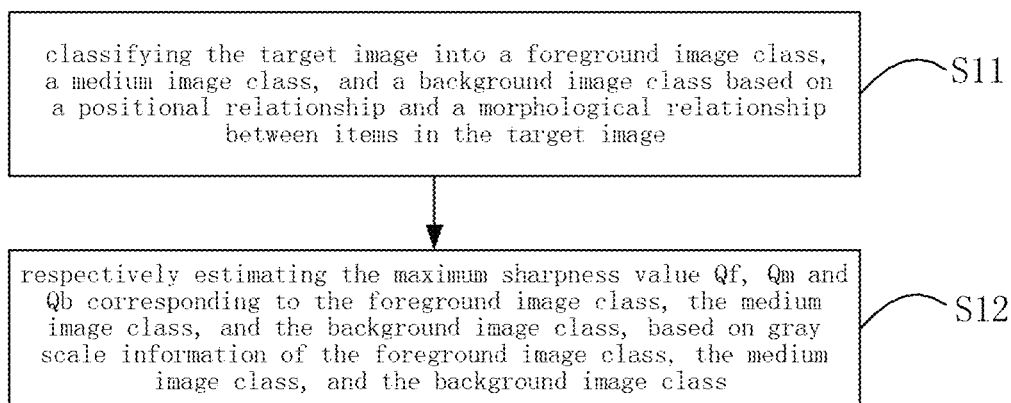 classifying the target image into a foreground image class,
a medium image class, and a background image class based on
a positional relationship and a morphological relationship
between items in the target image
S11
respectively estimating the maximum sharpness value Qf, Qm and
Qb corresponding to the foreground image class, the medium
image class, and the background image class, based on gray
scale information of the foreground image class, the medium
image class, and the background image class
S12